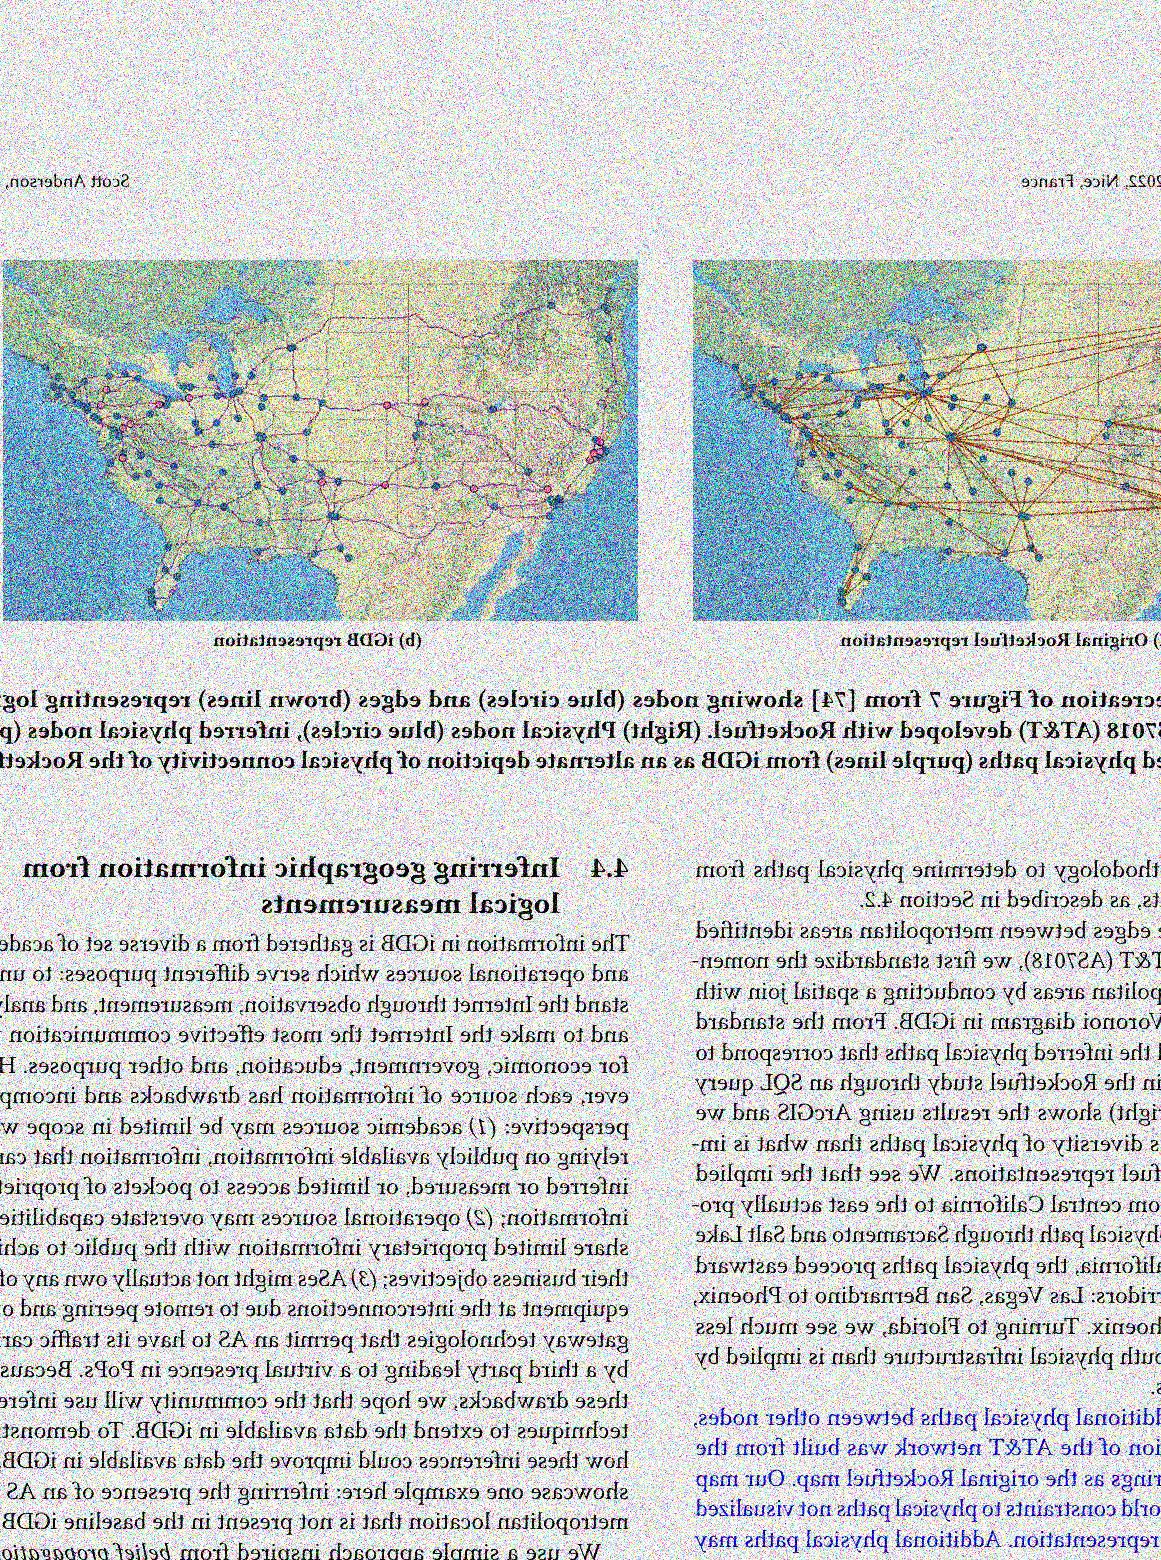 2022, Nice, France
Scott Anderson,
) Original Rocketfuel representation
(b) iGDB representation
ecreation of Figure 7 from [74] showing nodes (blue circles) and edges (brown lines) representing log
7018 (AT&T) developed with Rocketfuel. (Right) Physical nodes (blue circles), inferred physical nodes (p
ed physical paths (purple lines) from iGDB as an alternate depiction of physical connectivity of the Rocketf
thodology to determine physical paths from
ts, as described in Section 4.2.
e edges between metropolitan areas identified
T&T (AS7018), we first standardize the nomen-
politan areas by conducting a spatial join with
Voronoi diagram in iGDB. From the standard
d the inferred physical paths that correspond to
in the Rocketfuel study through an SQL query
right) shows the results using ArcGIS and we
s diversity of physical paths than what is im-
fuel representations. We see that the implied
om central California to the east actually pro-
hysical path through Sacramento and Salt Lake
alifornia, the physical paths proceed eastward
rridors: Las Vegas, San Bernardino to Phoenix,
hoenix. Turning to Florida, we see much less
outh physical infrastructure than is implied by
s.
dditional physical paths between other nodes,
ion of the AT&T network was built from the
rings as the original Rocketfuel map. Our map
orld constraints to physical paths not visualized
representation. Additional physical paths may
4.4 Inferring geographic information from
logical measurements
The information in iGDB is gathered from a diverse set of acade
and operational sources which serve different purposes: to un
stand the Internet through observation, measurement, and analy
and to make the Internet the most effective communication
for economic, government, education, and other purposes. H
ever, each source of information has drawbacks and incomp
perspective: (1) academic sources may be limited in scope w
relying on publicly available information, information that can
inferred or measured, or limited access to pockets of propriet
information; (2) operational sources may overstate capabilitie
share limited proprietary information with the public to achi
their business objectives; (3) ASes might not actually own any of
equipment at the interconnections due to remote peering and o
gateway technologies that permit an AS to have its traffic carr
by a third party leading to a virtual presence in PoPs. Becaus
these drawbacks, we hope that the community will use infere
techniques to extend the data available in iGDB. To demonst
how these inferences could improve the data available in iGDB,
showcase one example here: inferring the presence of an AS
metropolitan location that is not present in the baseline iGDB
We use a simple approach inspired from belief propagatio